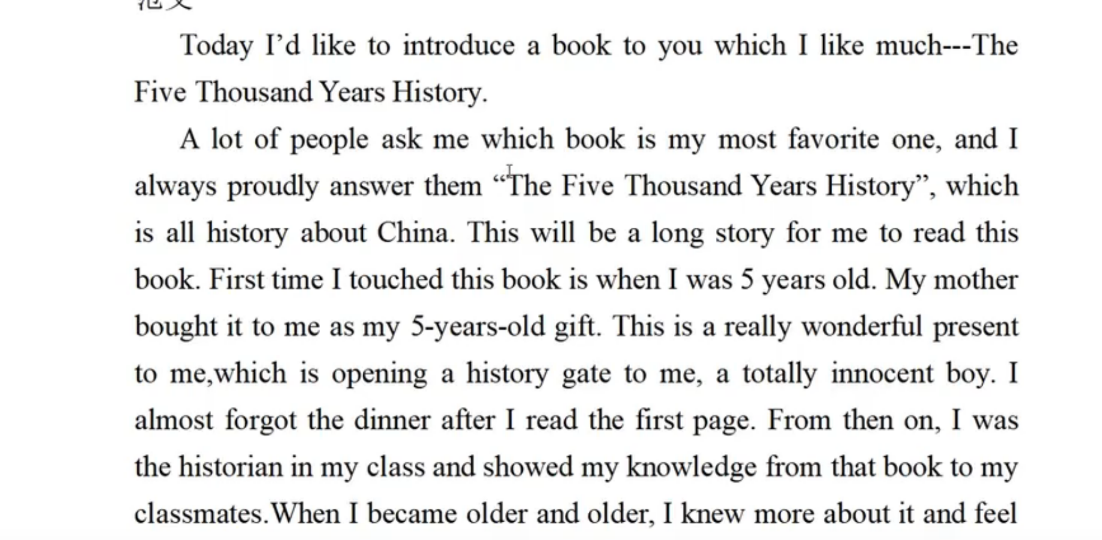 范文
Today I’d like to introduce a book to you which I like much---The
Five Thousand Years History.
A lot of people ask me which book is my most favorite one, and I
always proudly answer them “The Five Thousand Years History”, which
is all history about China. This will be a long story for me to read this
book. First time I touched this book is when I was 5 years old. My mother
bought it to me as my 5-years-old gift. This is a really wonderful present
to me,which is opening a history gate to me, a totally innocent boy. I
almost forgot the dinner after I read the first page. From then on, I was
the historian in my class and showed my knowledge from that book to my
classmates.When I became older and older, I knew more about it and feel